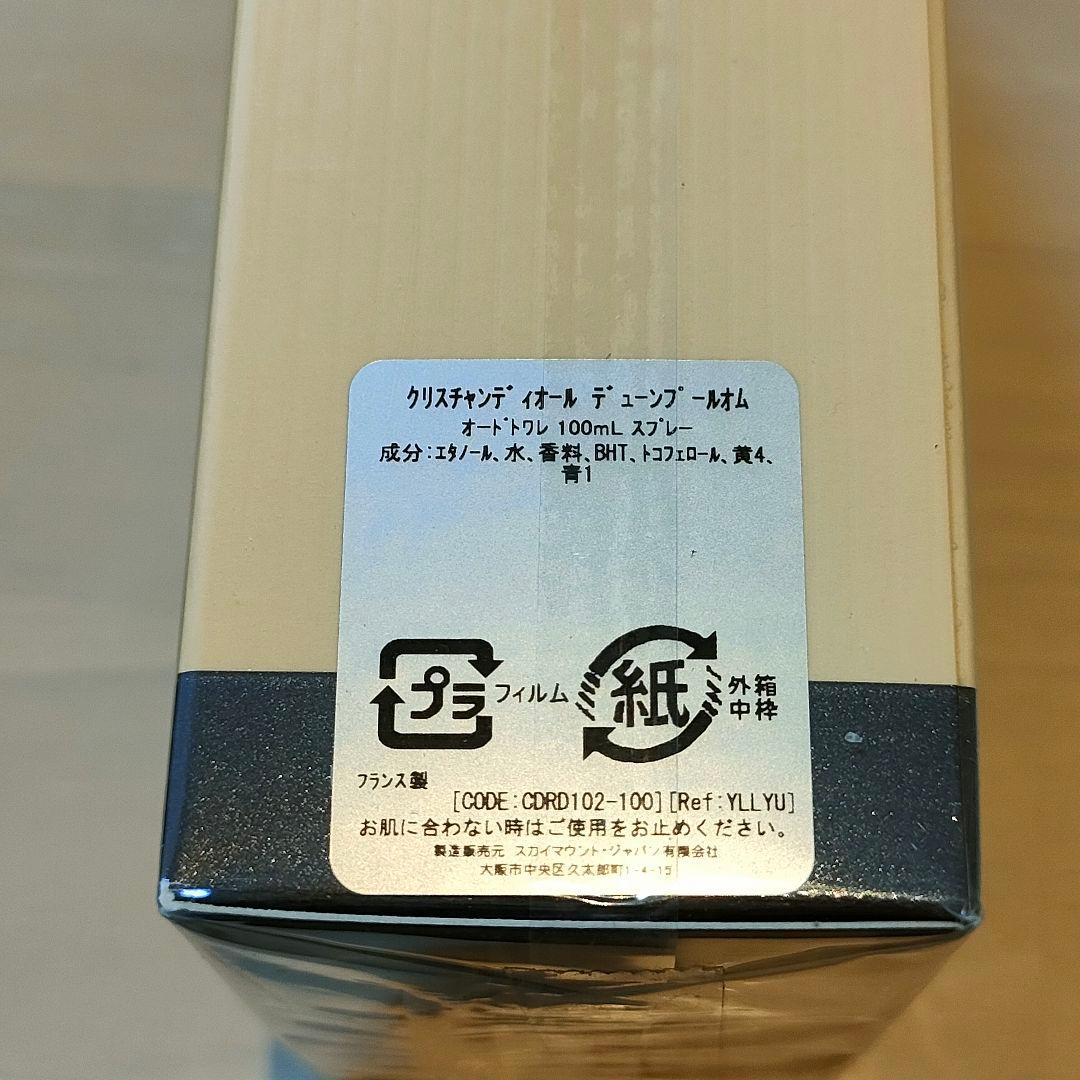 クリスチャンディオール デューンプールオム
オードトワレ 100mL スプレー
成分:エタノール、水、香料、BHT、トコフェロール、黄4、
青1
プラ フィルム
紙 外箱
中枠
フランス製
[CODE:CDRD102-100][Ref:YLLYU]
お肌に合わない時はご使用をお止めください。
製造販売元 スカイマウント・ジャパン有限会社
大阪市中央区久太郎町1-4-15